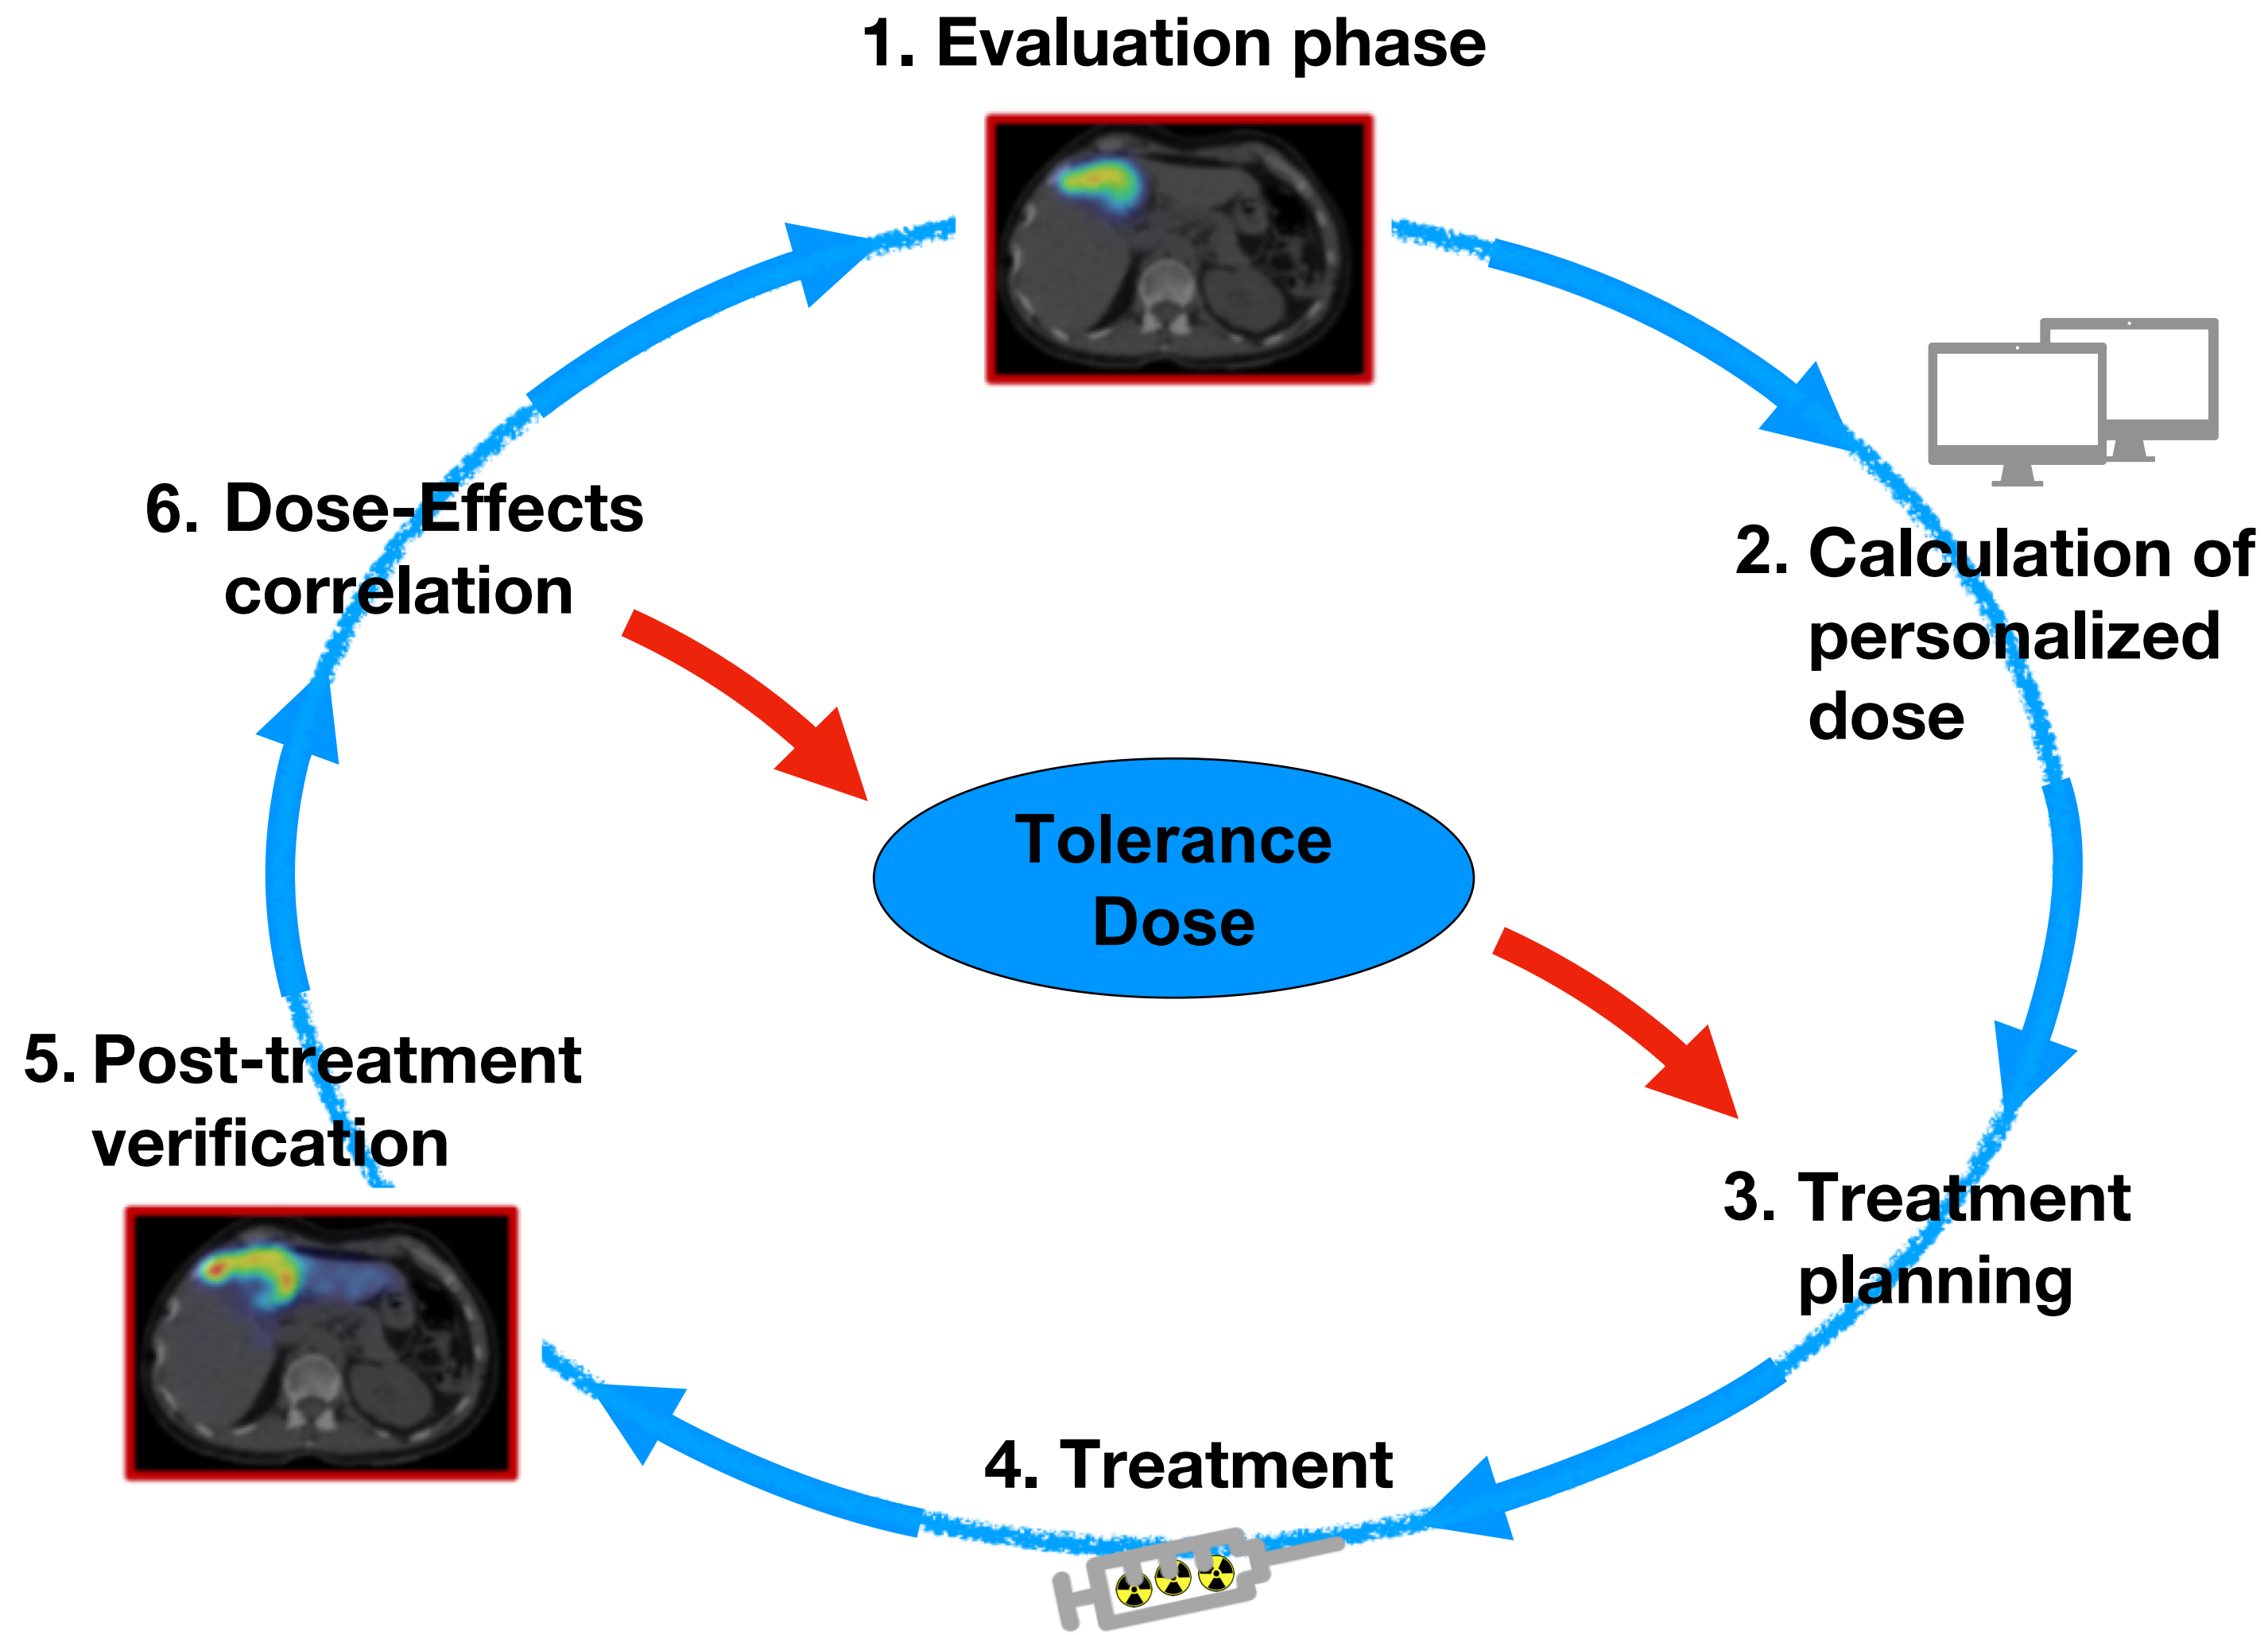 1. Evaluation phase
2. Calculation of
personalized
dose
3. Treatment
planning
4. Treatment
5. Post-treatment
verification
6. Dose-Effects
correlation
Tolerance
Dose